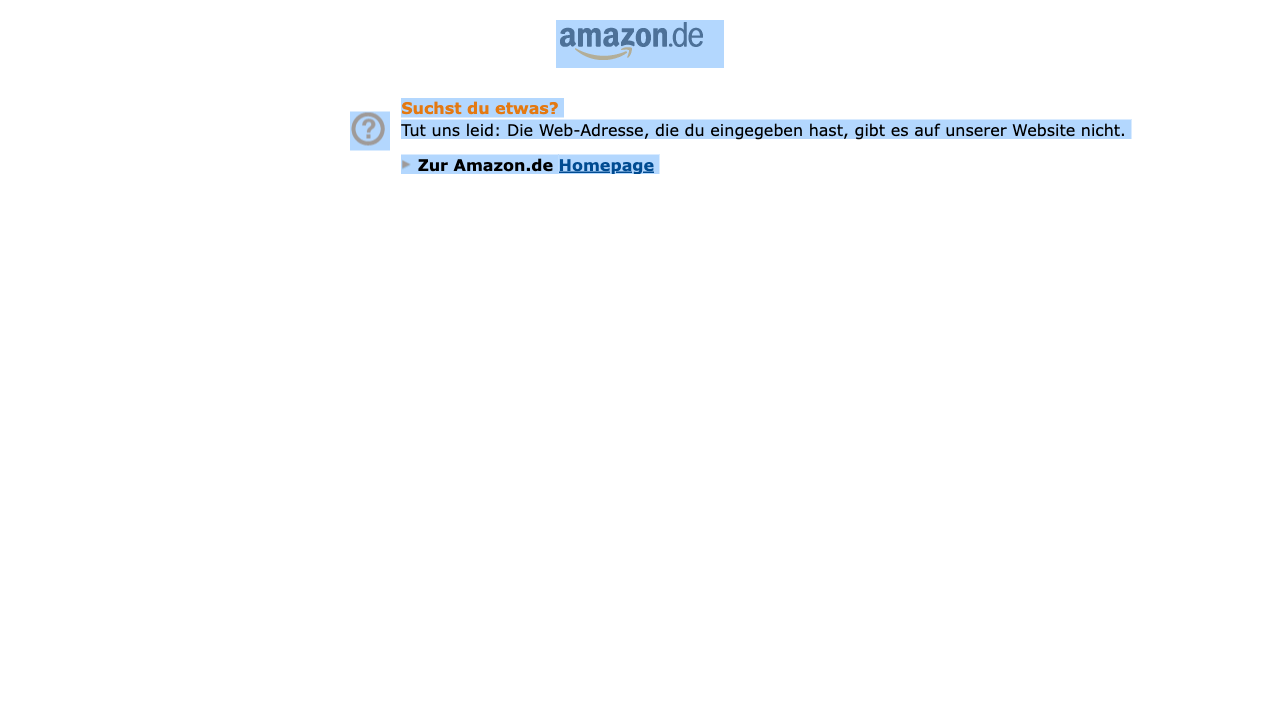 amazon.de
Suchst du etwas?
Tut uns leid: Die Web-Adresse, die du eingegeben hast, gibt es auf unserer Website nicht.
Zur Amazon.de Homepage